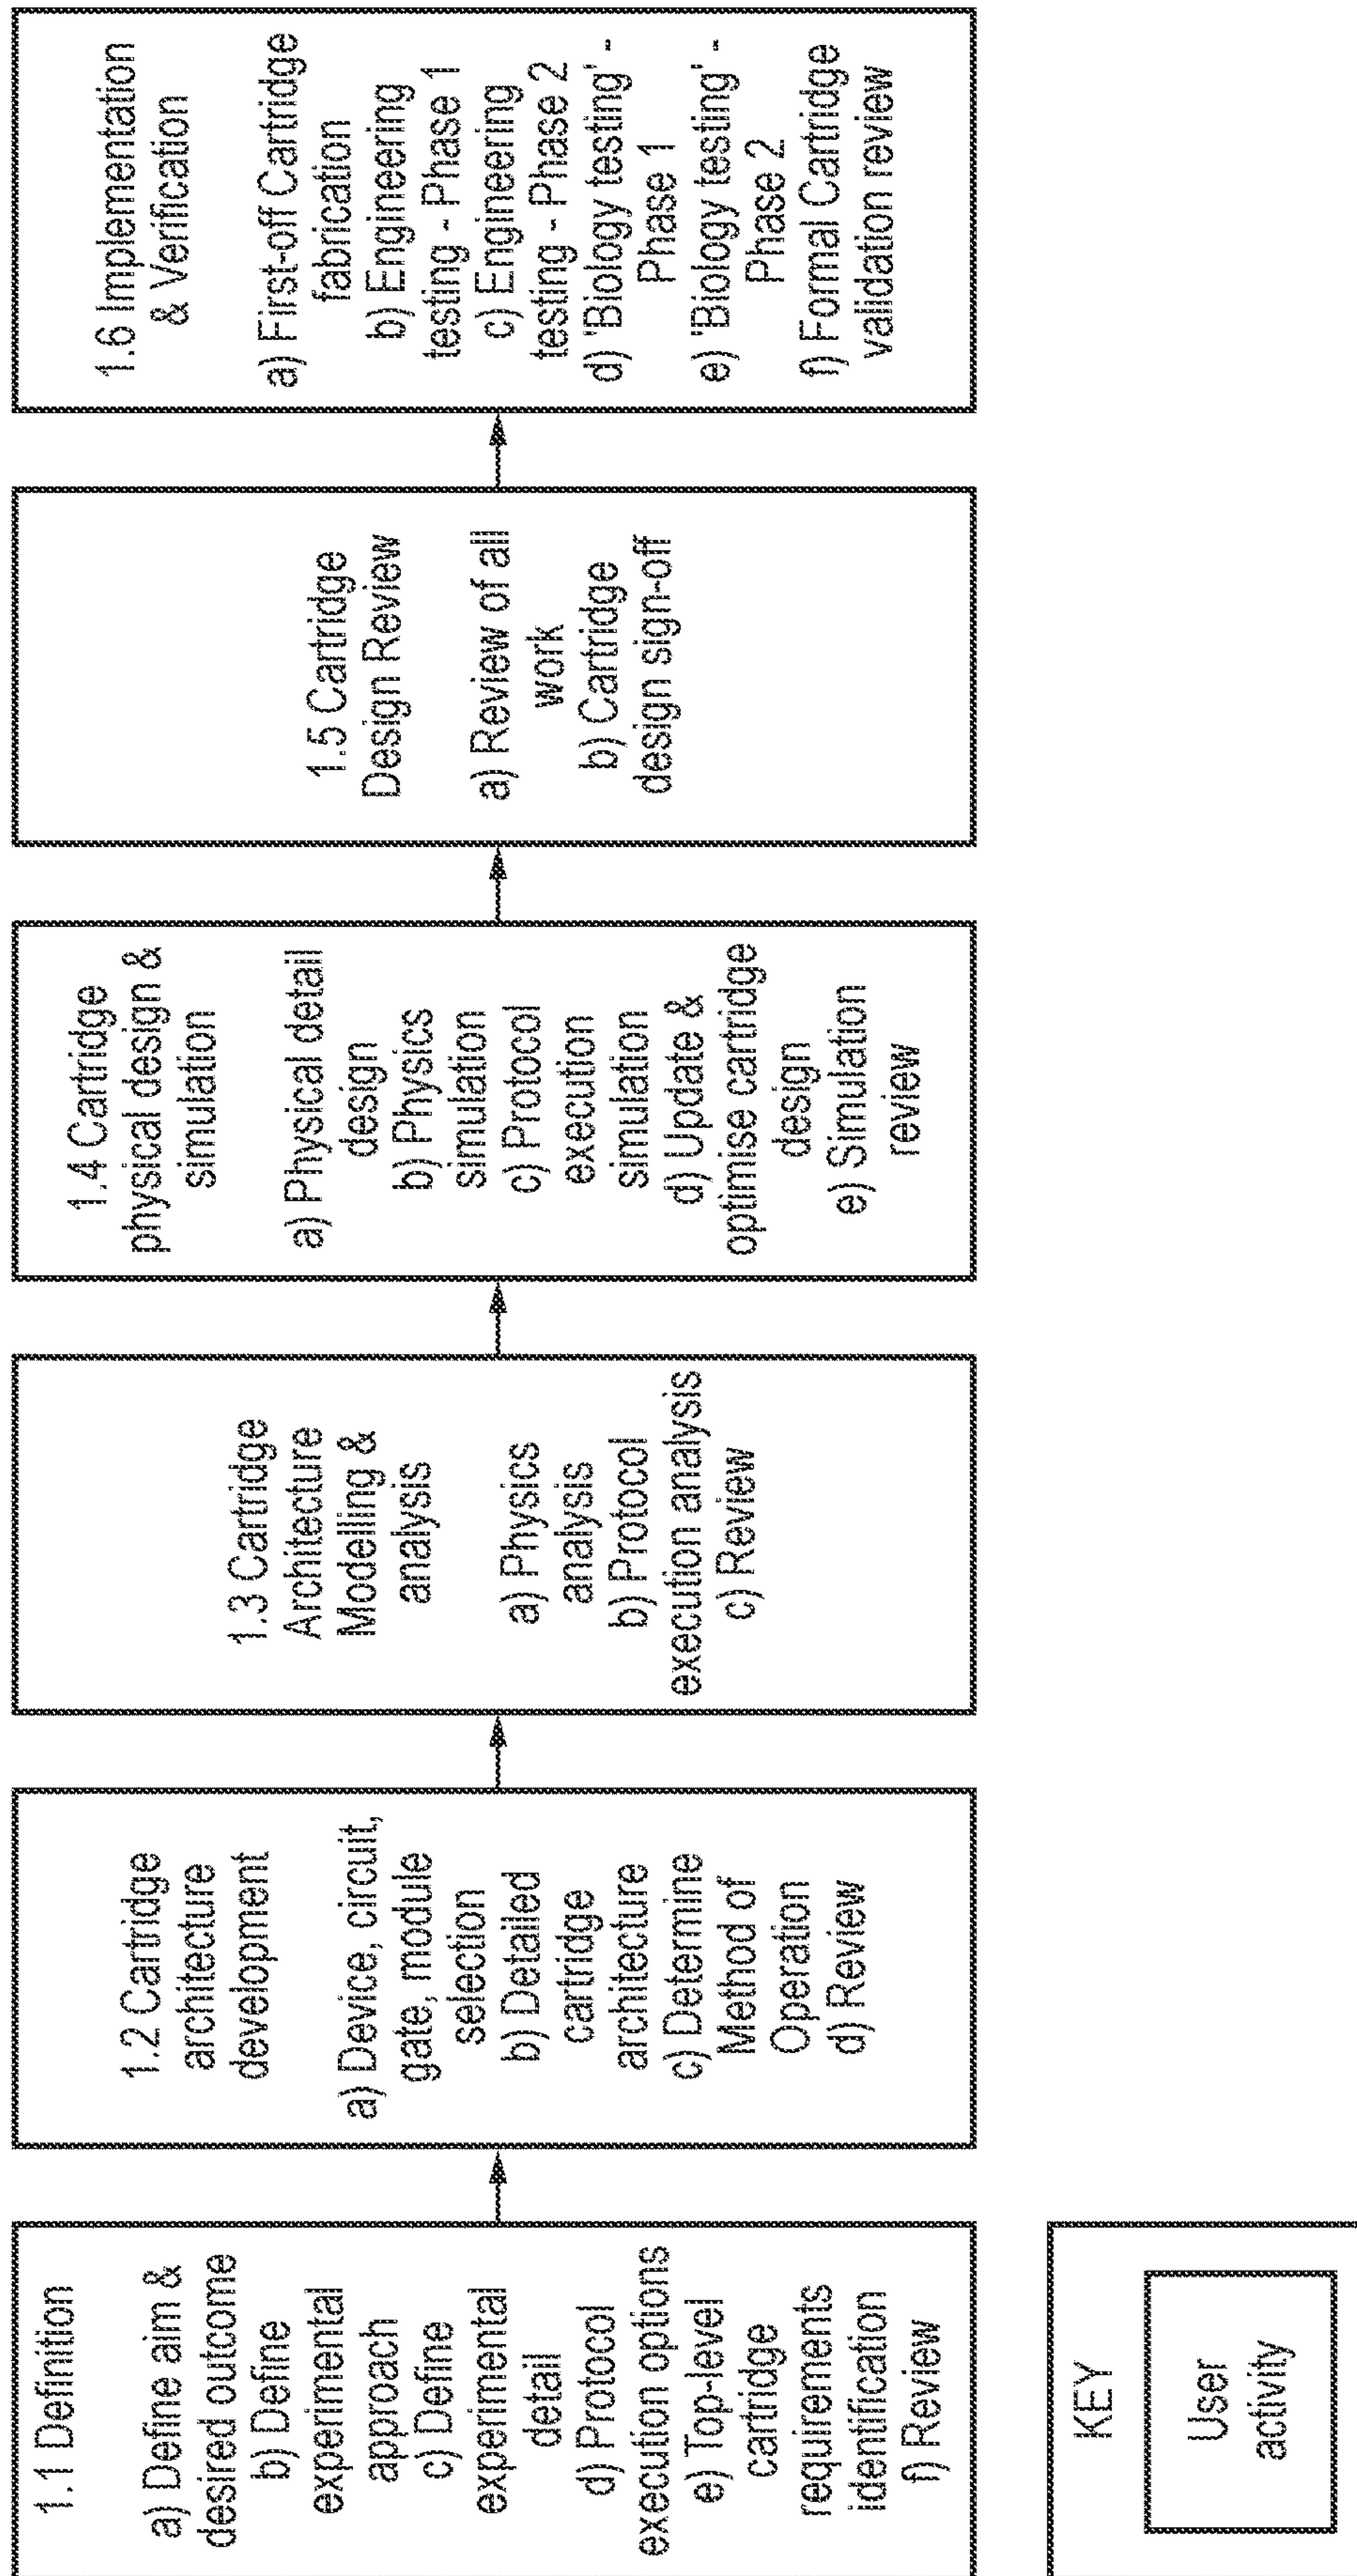 1.1 Definition
a) Define aim &
desired outcome
b) Define
experimental
approach
c) Define
experimental
detail
d) Protocol
execution options
e) Top-level
cartridge
requirements
identification
f) Review
1.2 Cartridge
architecture
development
a) Device, circuit,
gate, module
selection
b) Detailed
cartridge
architecture
c) Determine
Method of
Operation
d) Review
1.3 Cartridge
Architecture
Modelling &
analysis
a) Physics
analysis
b) Protocol
execution analysis
c) Review
1.4 Cartridge
physical design &
simulation
a) Physical detail
design
b) Physics
simulation
c) Protocol
execution
simulation
d) Update &
optimise cartridge
design
e) Simulation
review
1.5 Cartridge
Design Review
a) Review of all
work
b) Cartridge
design sign-off
1.6 Implementation
& Verification
a) First-off Cartridge
fabrication
b) Engineering
testing - Phase 1
c) Engineering
testing - Phase 2
d) 'Biology testing' -
Phase 1
e) 'Biology testing' -
Phase 2
f) Formal Cartridge
validation review
KEY
User
activity